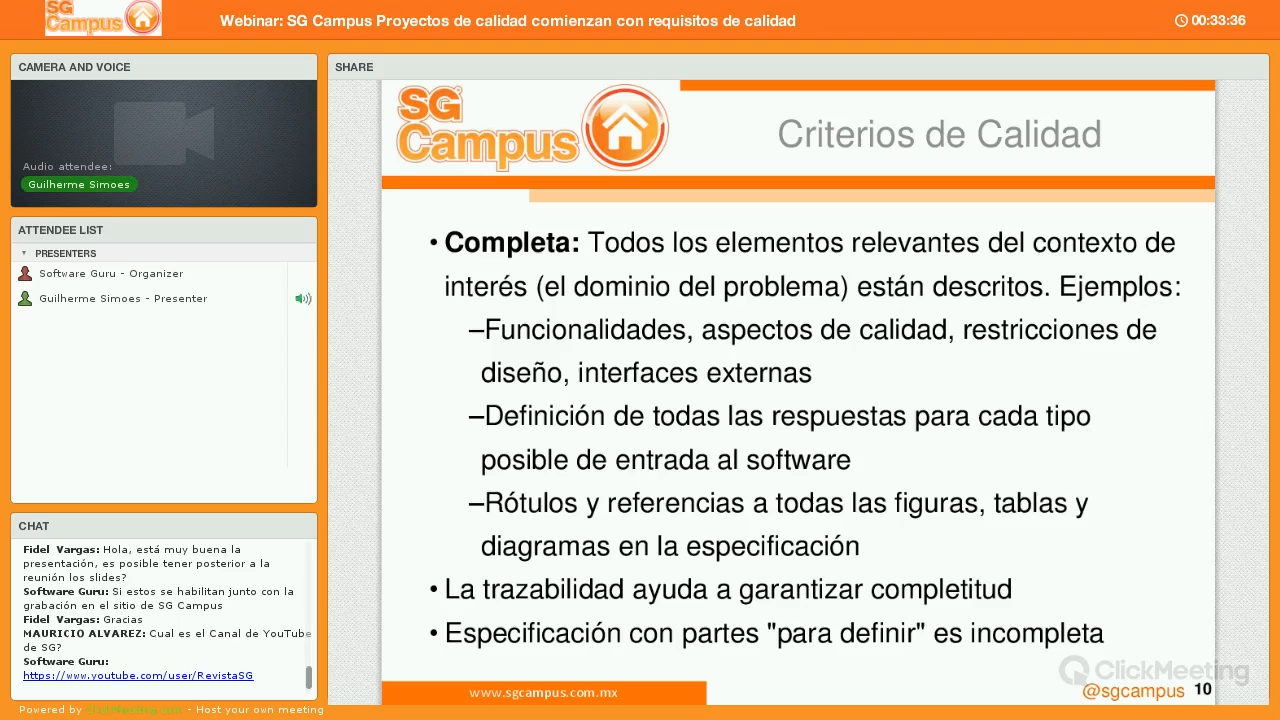 SG Campus
Webinar: SG Campus Proyectos de calidad comienzan con requisitos de calidad
00:33:36
CAMERA AND VOICE
Audio attendee:
Guilherme Simoes
ATTENDEE LIST
PRESENTERS
Software Guru - Organizer
Guilherme Simoes - Presenter
CHAT
Fidel Vargas: Hola, está muy buena la
presentación, es posible tener posterior a la
reunión los slides?
Software Guru: Si estos se habilitan junto con la
grabación en el sitio de SG Campus
Fidel Vargas: Gracias
MAURICIO ALVAREZ: Cual es el Canal de YouTube
de SG?
Software Guru:
https://www.youtube.com/user/RevistaSG
Powered by ClickMeeting.com - Host your own meeting
SHARE
SG
Campus
Criterios de Calidad
• Completa: Todos los elementos relevantes del contexto de
interés (el dominio del problema) están descritos. Ejemplos:
–Funcionalidades, aspectos de calidad, restricciones de
diseño, interfaces externas
–Definición de todas las respuestas para cada tipo
posible de entrada al software
–Rótulos y referencias a todas las figuras, tablas y
diagramas en la especificación
• La trazabilidad ayuda a garantizar completitud
• Especificación con partes "para definir" es incompleta
ClickMeeting
www.sgcampus.com.mx
@sgcampus 10